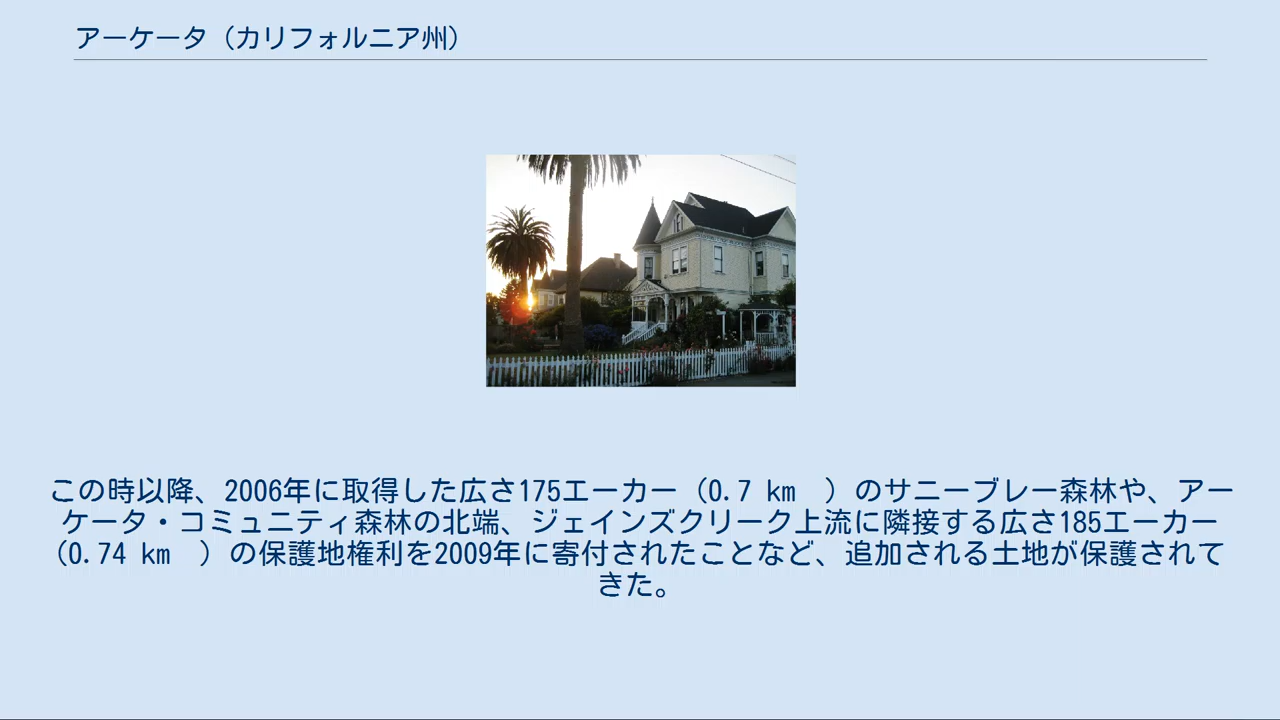 アーケータ（カリフォルニア州）
この時以降、2006年に取得した広さ175エーカー（0.7 km　）のサニーブレー森林や、アー
ケータ・コミュニティ森林の北端、ジェインズクリーク上流に隣接する広さ185エーカー
（0.74 km　）の保護地権利を2009年に寄付されたことなど、追加される土地が保護されて
きた。